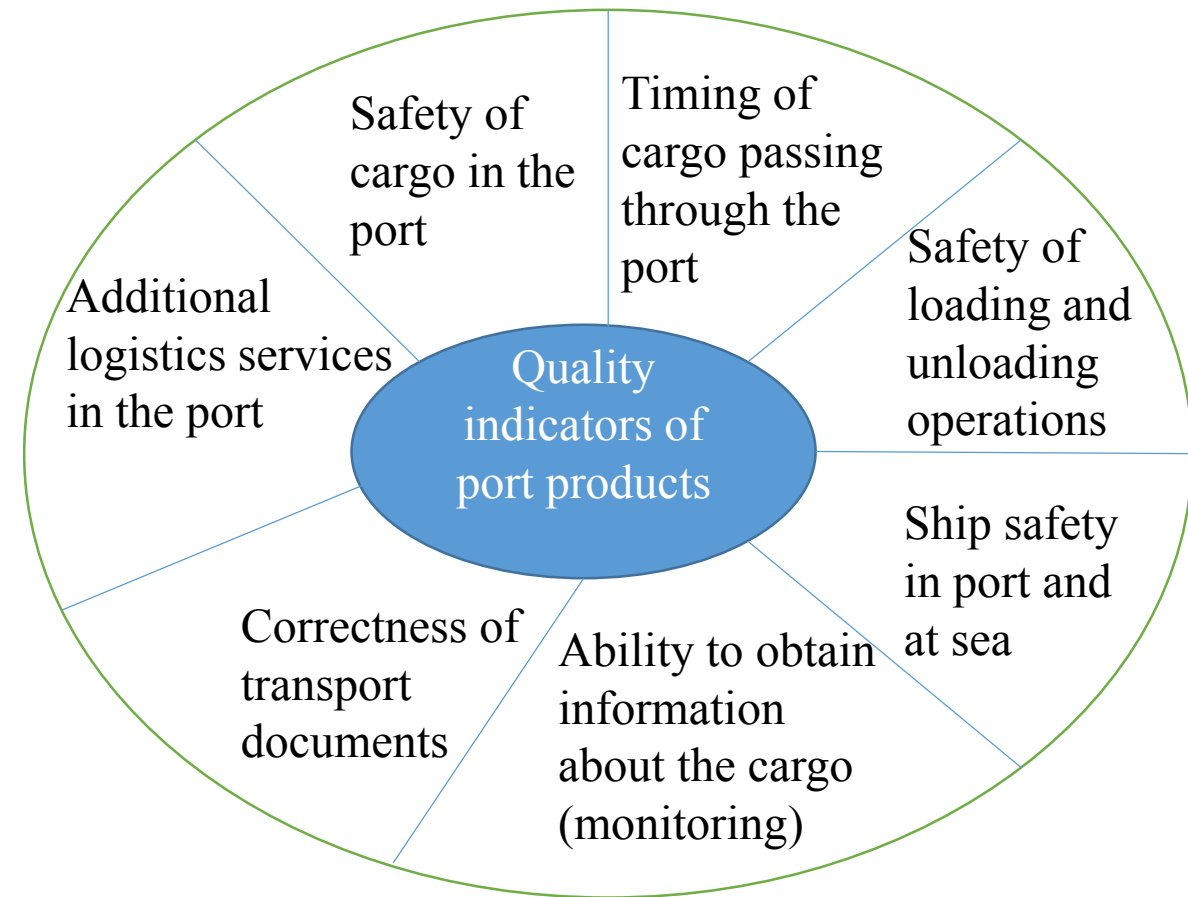 Safety of
cargo in the
port
Timing of
cargo passing
through the
port
Safety of
loading and
unloading
operations
Ship safety
in port and
at sea
Ability to obtain
information
about the cargo
(monitoring)
Correctness of
transport
documents
Additional
logistics services
in the port
Quality
indicators of
port products